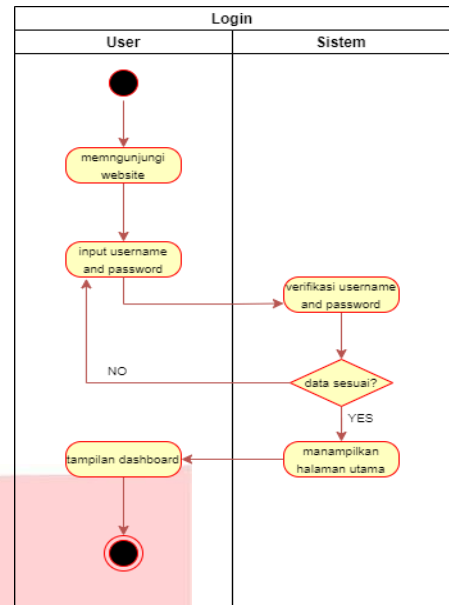 Login
User
Sistem
memngunjungi
website
input username
and password
verifikasi username
and password
data sesuai?
NO
YES
manampilkan
halaman utama
tampilan dashboard